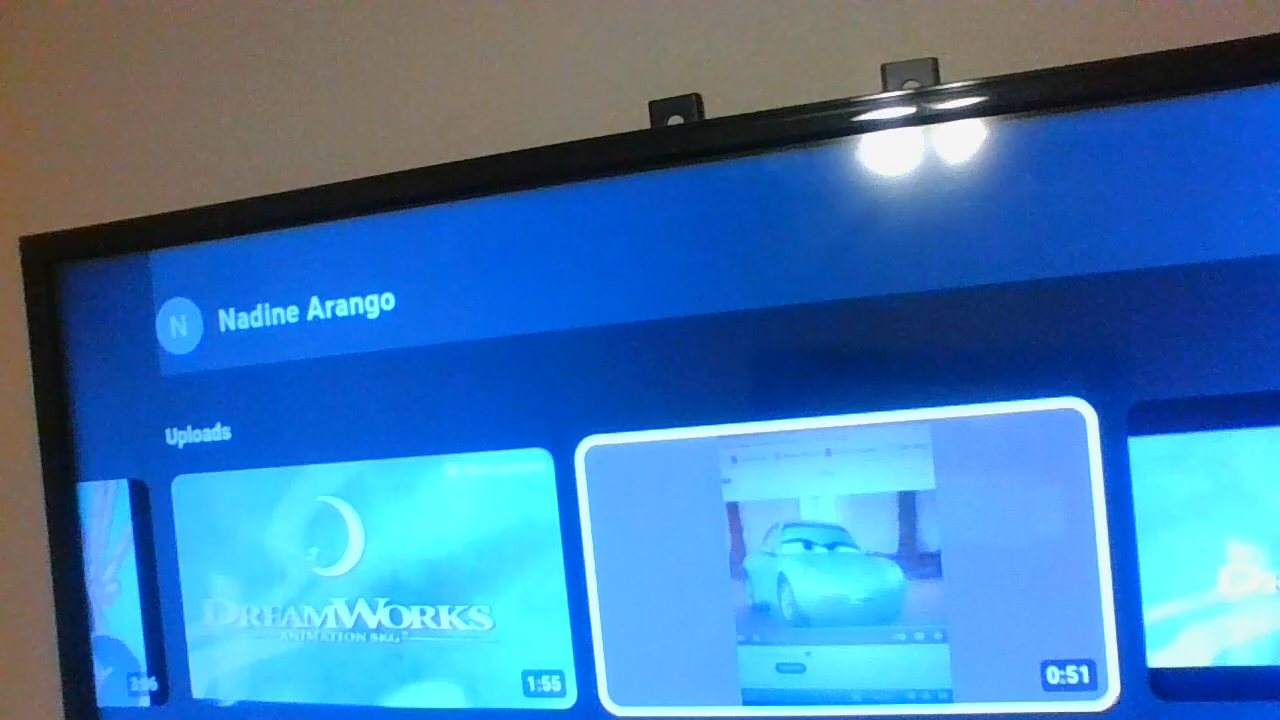 N
Nadine Arango
Uploads
DREAMWORKS
ANIMATION SKG
1:55
0:51